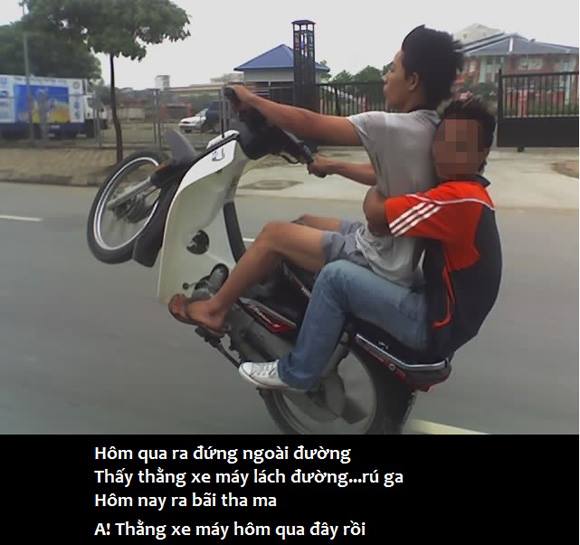 Hôm qua ra đứng ngoài đường
Thấy thằng xe máy lách đường...rú ga
Hôm nay ra bãi tha ma
A! Thằng xe máy hôm qua đây rồi